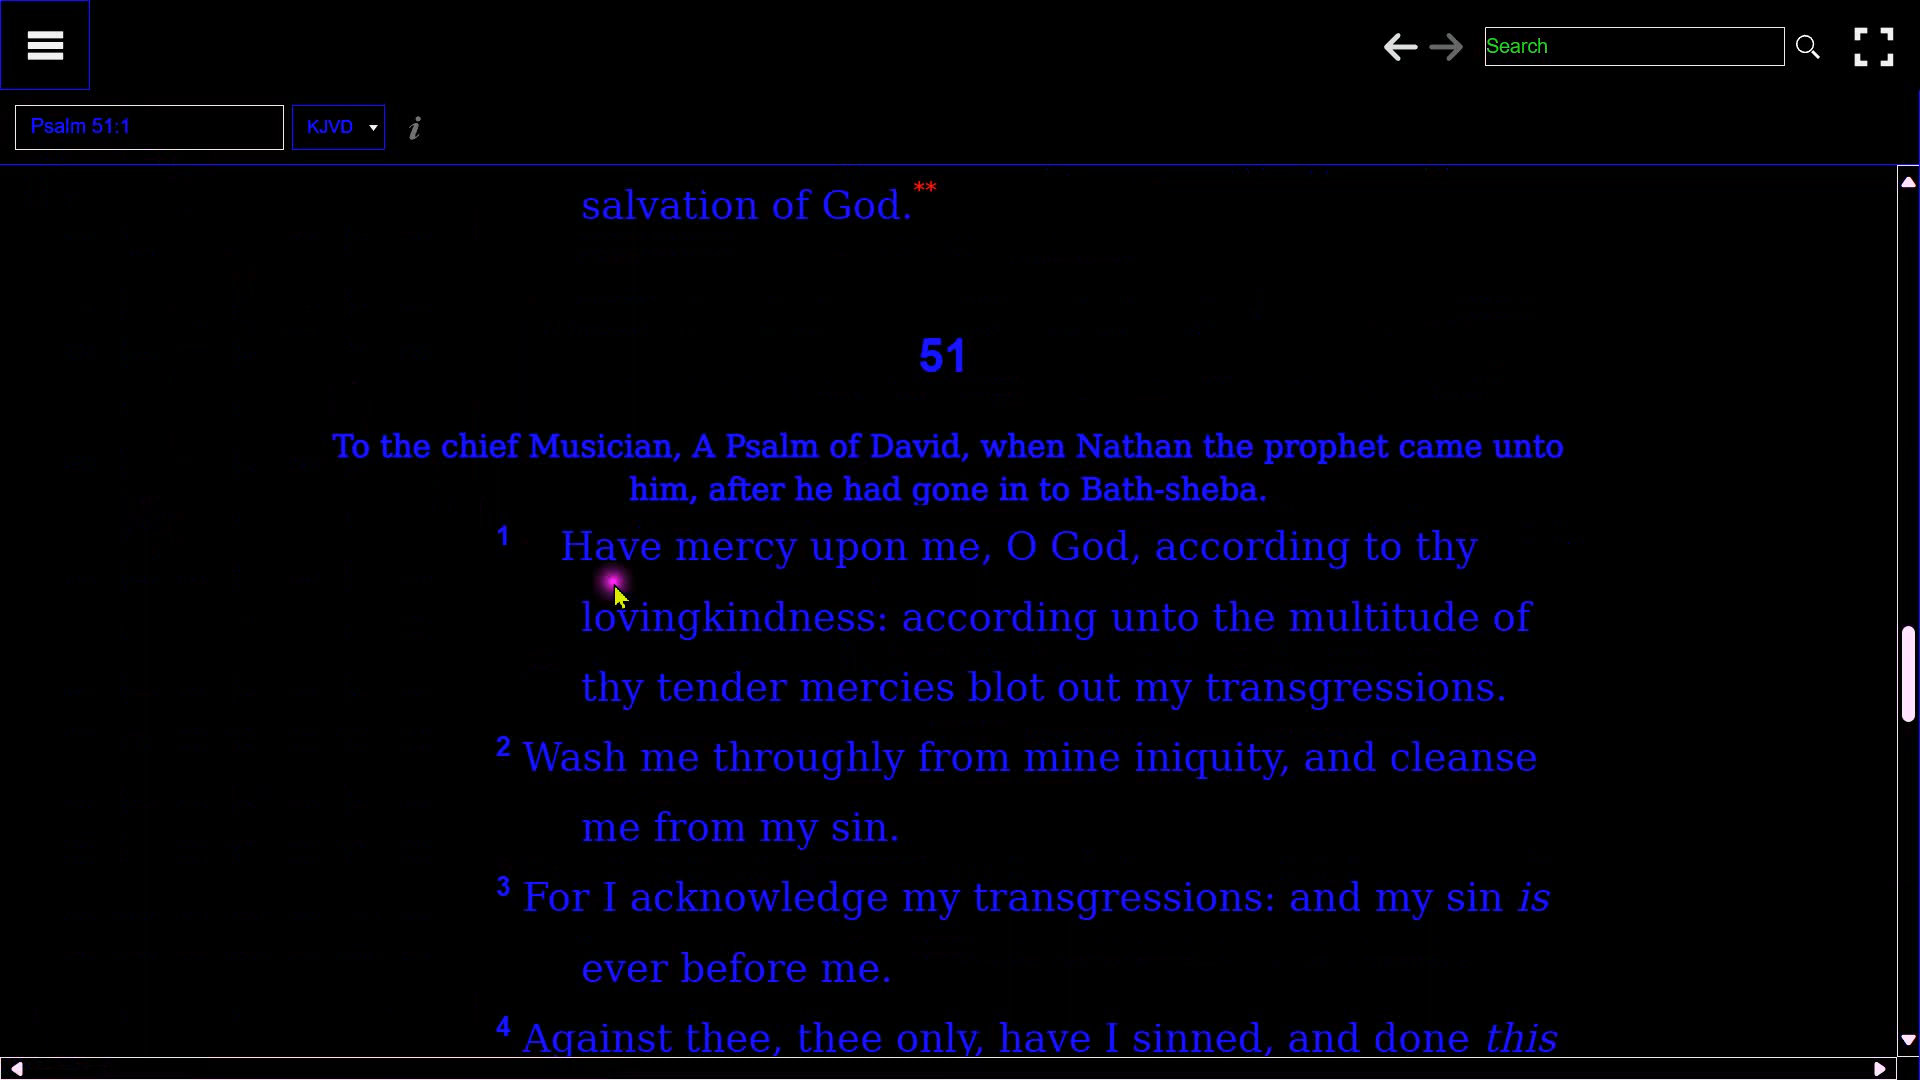 Search
Psalm 51:1
KJVD
i
salvation of God.**
51
To the chief Musician, A Psalm of David, when Nathan the prophet came unto
him, after he had gone in to Bath-sheba.
1 Have mercy upon me, O God, according to thy
lovingkindness: according unto the multitude of
thy tender mercies blot out my transgressions.
2 Wash me throughly from mine iniquity, and cleanse
me from my sin.
3 For I acknowledge my transgressions: and my sin is
ever before me.
4 Against thee, thee only, have I sinned, and done this